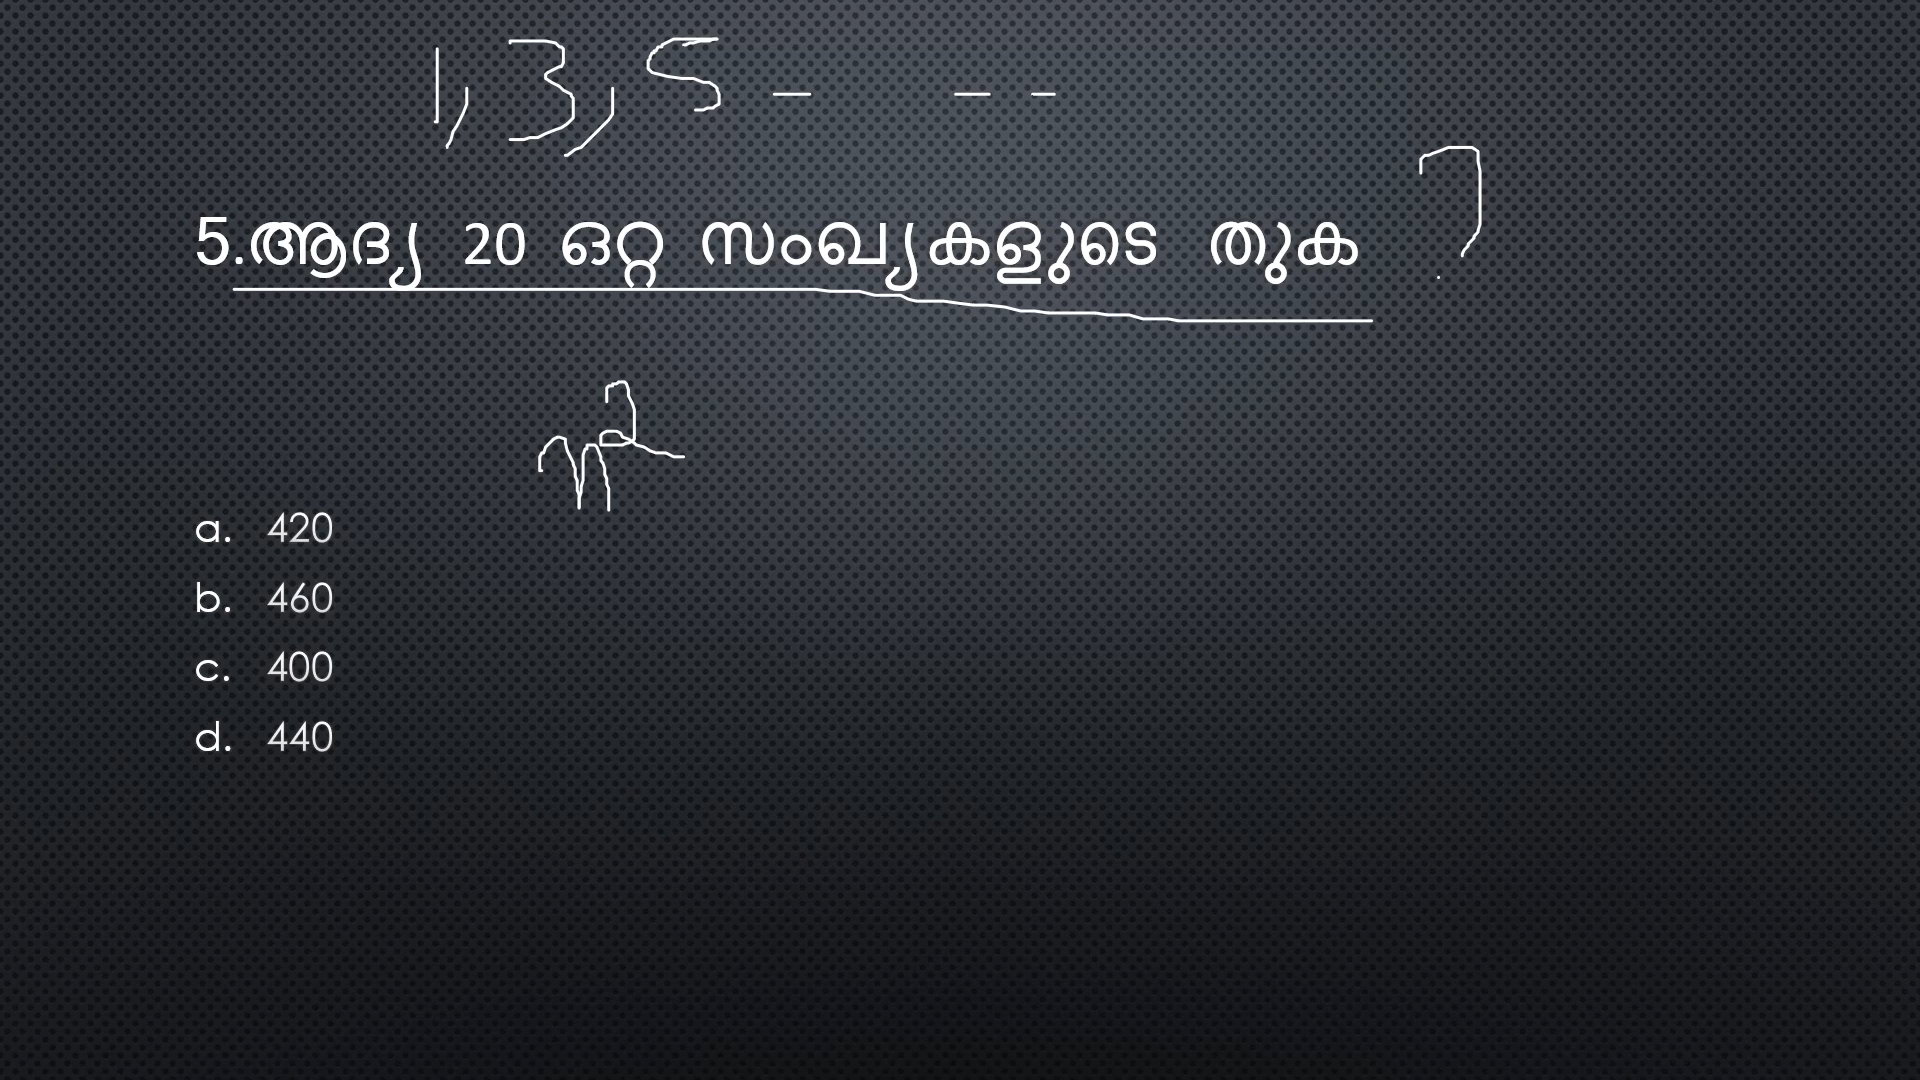 1, 3, 5 - - -
5.ആദ്യ 20 ഒറ്റ സംഖ്യകളുടെ തുക ?
n²
a. 420
b. 460
c. 400
d. 440